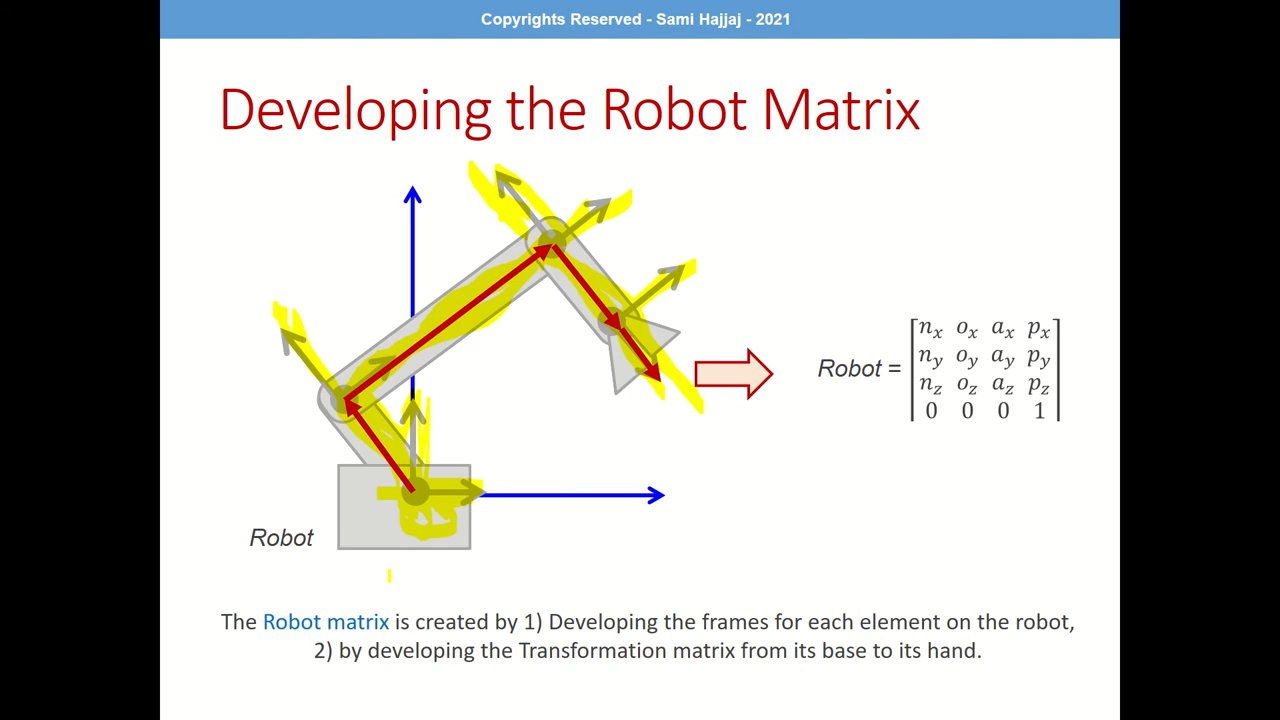 Copyrights Reserved - Sami Hajjaj - 2021
Developing the Robot Matrix
Robot =
n_x o_x a_x p_x
n_y o_y a_y p_y
n_z o_z a_z p_z
0 0 0 1
Robot
The Robot matrix is created by 1) Developing the frames for each element on the robot,
2) by developing the Transformation matrix from its base to its hand.